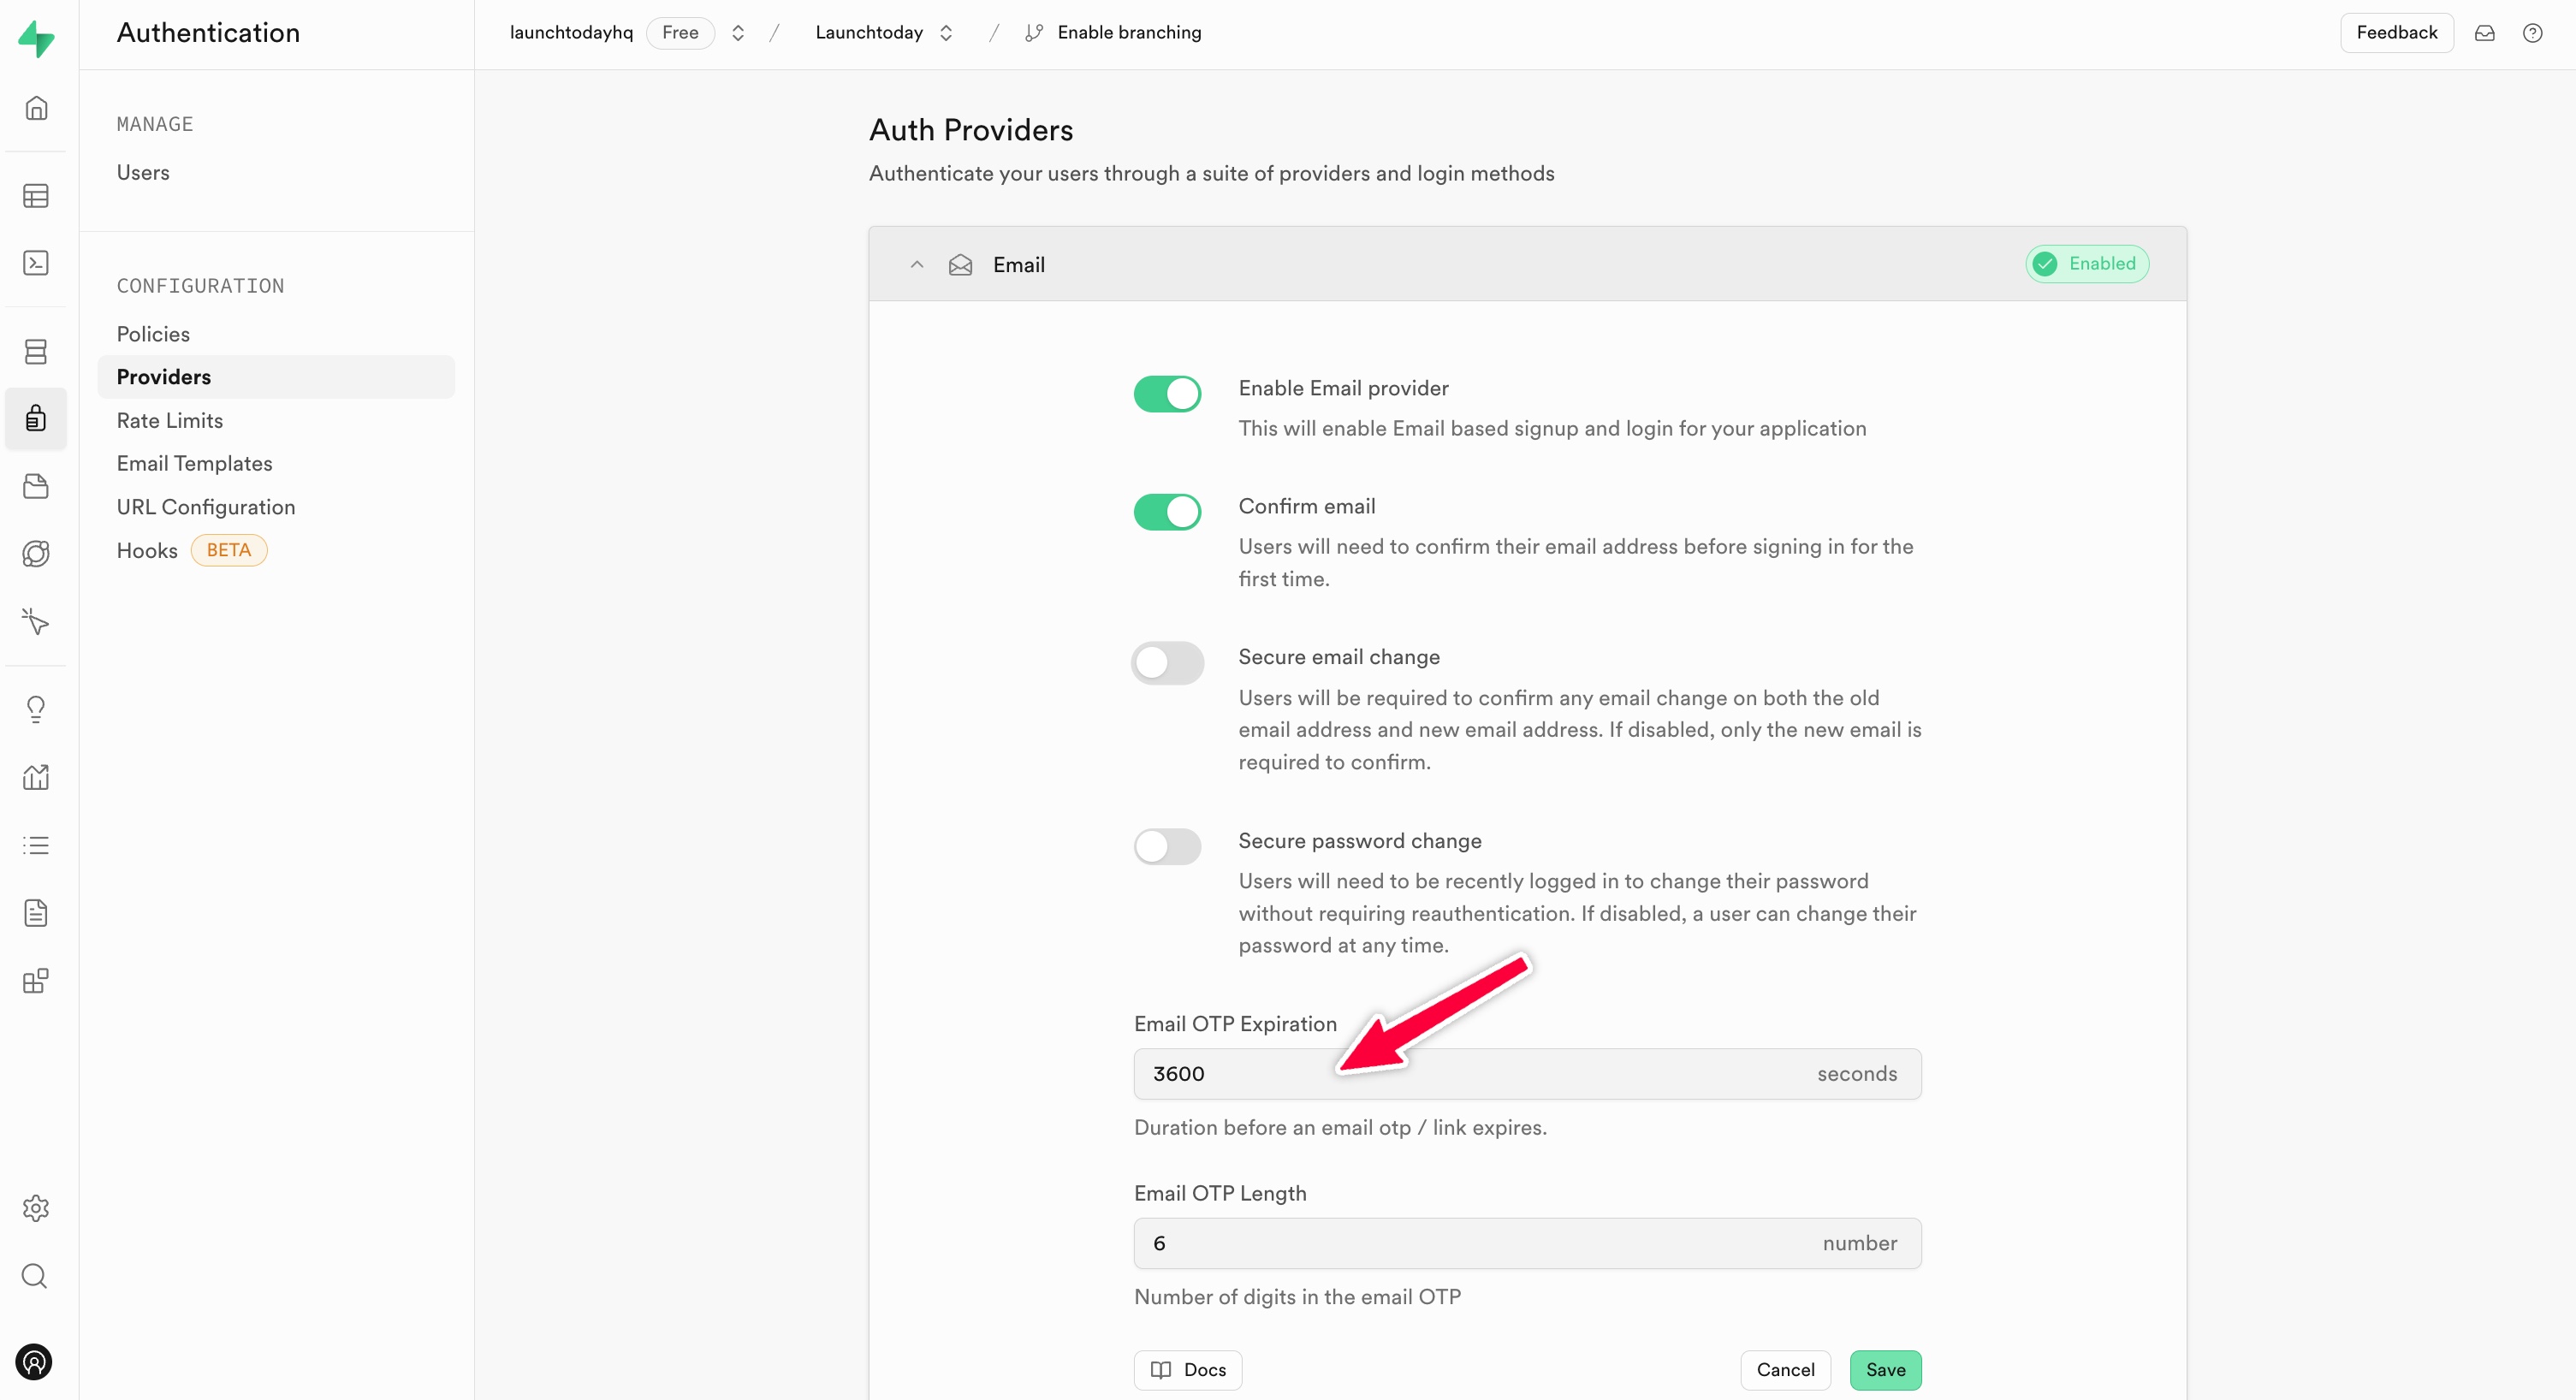 Authentication
launchtodayhq Free / Launchtoday / Enable branching
Feedback
MANAGE
Users
CONFIGURATION
Policies
Providers
Rate Limits
Email Templates
URL Configuration
Hooks BETA
Auth Providers
Authenticate your users through a suite of providers and login methods
Email
Enabled
Enable Email provider
This will enable Email based signup and login for your application
Confirm email
Users will need to confirm their email address before signing in for the
first time.
Secure email change
Users will be required to confirm any email change on both the old
email address and new email address. If disabled, only the new email is
required to confirm.
Secure password change
Users will need to be recently logged in to change their password
without requiring reauthentication. If disabled, a user can change their
password at any time.
Email OTP Expiration
3600 seconds
Duration before an email otp / link expires.
Email OTP Length
6 number
Number of digits in the email OTP
Docs
Cancel
Save